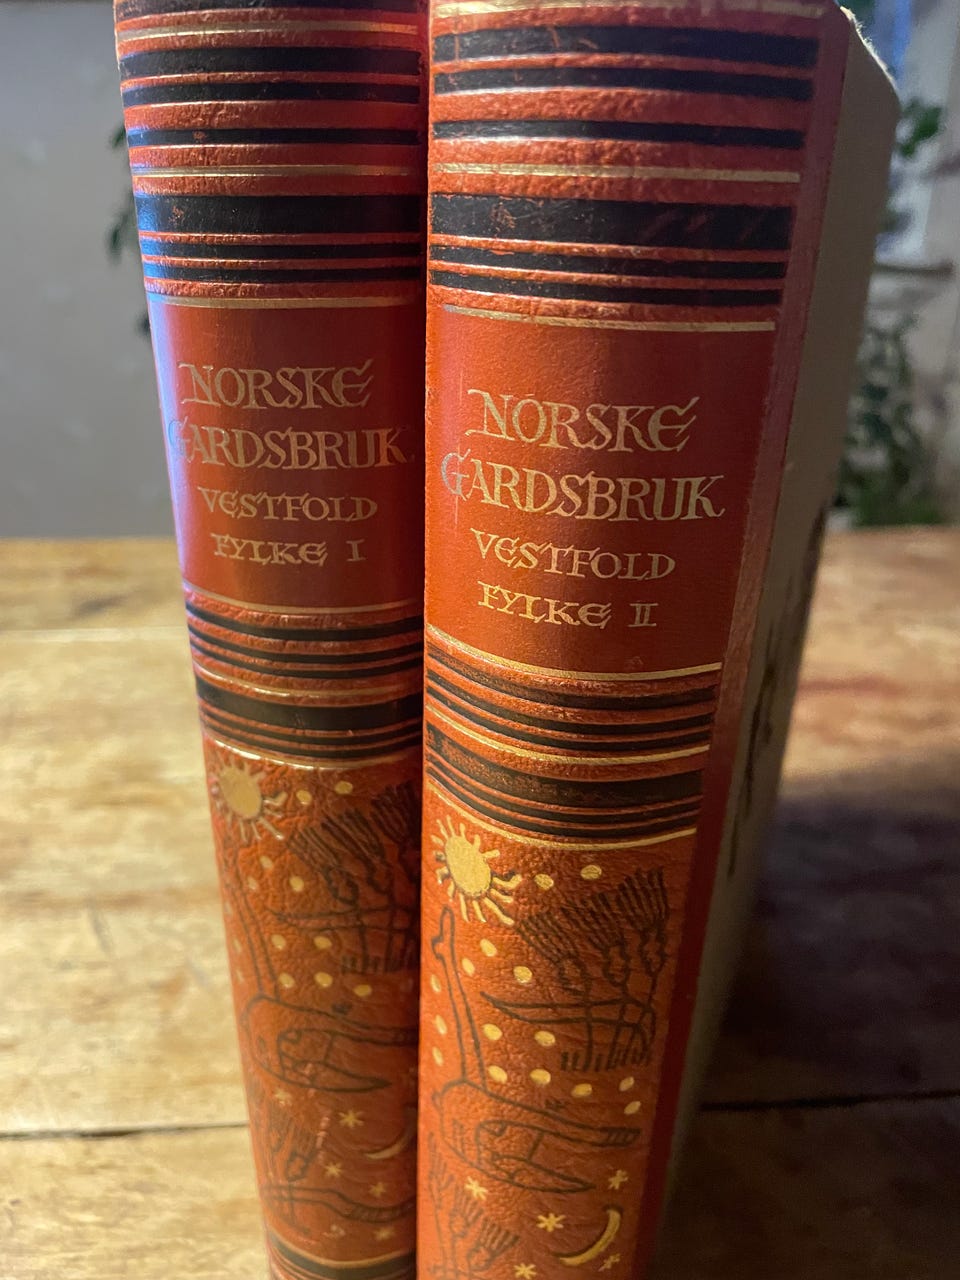 NORSKE
GARDSBRUK
VESTFOLD
FYLKE I
NORSKE
GARDSBRUK
VESTFOLD
FYLKE II